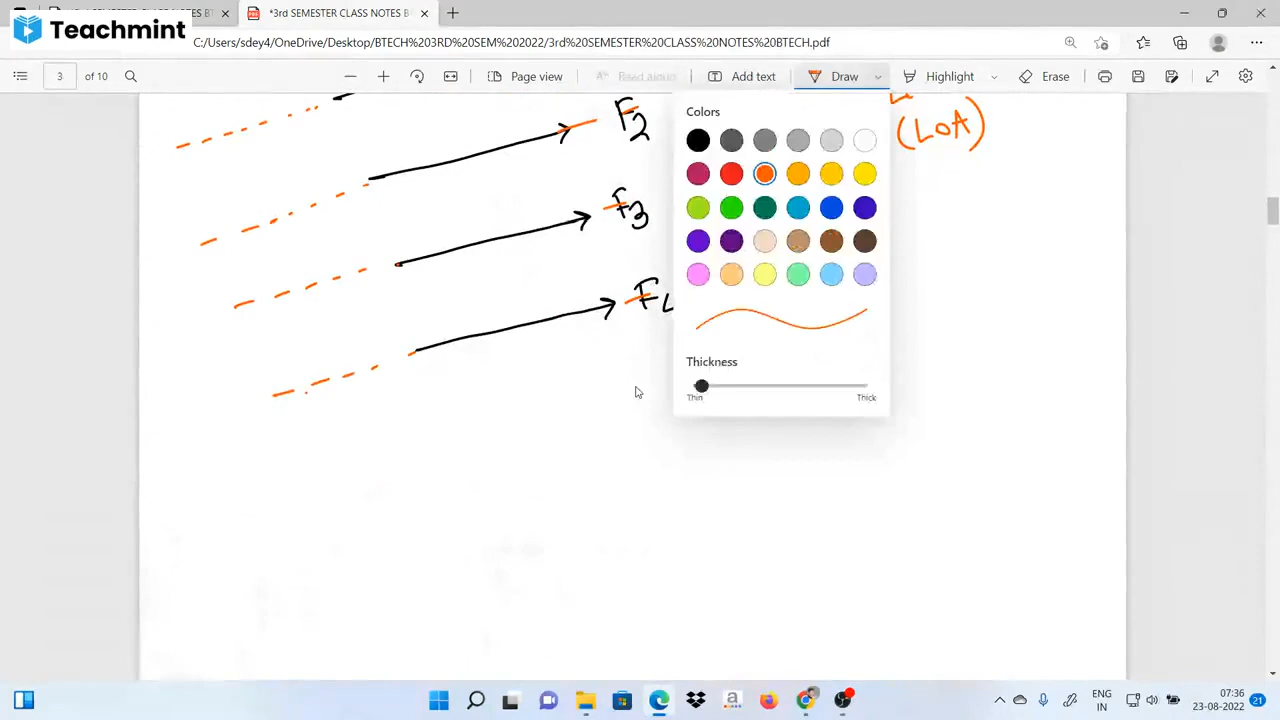 3rd SEMESTER CLASS NOTES B
Teachmint
C:/Users/sdey4/OneDrive/Desktop/BTECH%203RD%20SEM%202022/3rd%20SEMESTER%20CLASS%20NOTES%20BTECH.pdf
3 of 10
Page view
Read aloud
Add text
Draw
Highlight
Erase
Colors
(LOA)
F2
F3
F
Thickness
Thin
Thick
ENG
IN
07:36
23-08-2022
21